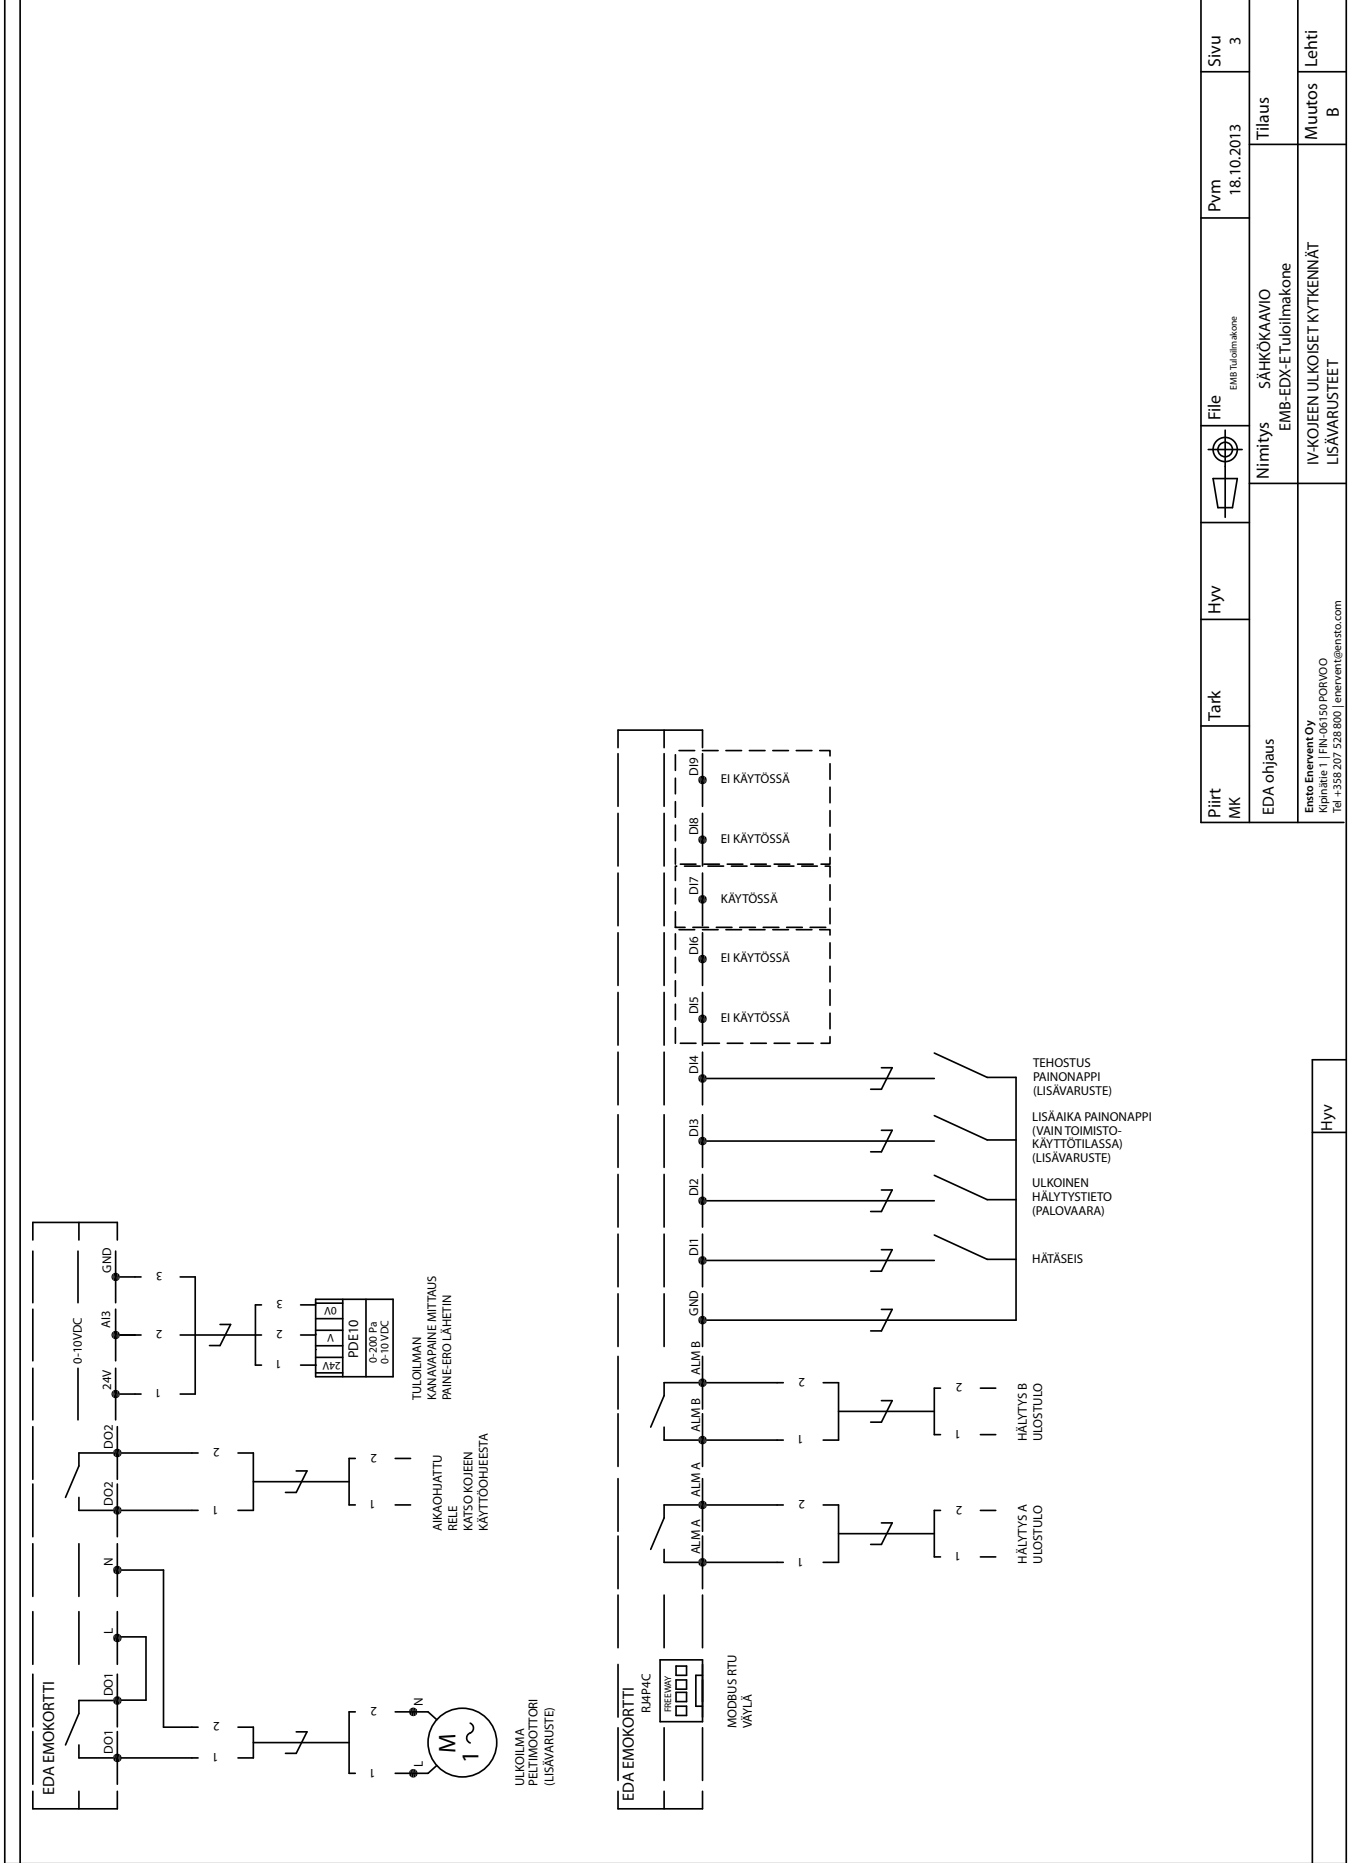 EDA EMOKORTTI
DO1
DO1
L
N
DO2
DO2
24V
AI3
GND
0-10VDC
1
2
1
2
1
2
3
1
2
L
N
M
1~
ULKOILMA
PELTIMOOTTORI
(LISÄVARUSTE)
1
2
AIKAOHJATTU
RELE
KATSO KOJEEN
KÄYTTÖOHJEESTA
1
2
3
24V
V
0V
PDE10
0-200 Pa
0-10 VDC
TULOILMAN
KANAVAPAINE MITTAUS
PAINE-ERO LÄHETIN
EDA EMOKORTTI
RJ4P4C
FREEWAY
MODBUS RTU
VÄYLÄ
ALM A
ALM A
ALM B
ALM B
GND
DI1
DI2
DI3
DI4
DI5
DI6
DI7
DI8
DI9
EI KÄYTÖSSÄ
EI KÄYTÖSSÄ
KÄYTÖSSÄ
EI KÄYTÖSSÄ
EI KÄYTÖSSÄ
1
2
1
2
1
2
HÄLYTYS A
ULOSTULO
1
2
HÄLYTYS B
ULOSTULO
HÄTÄSEIS
ULKOINEN
HÄLYTYSTIETO
(PALOVAARA)
LISÄAIKA PAINONAPPI
(VAIN TOIMISTO-
KÄYTTÖTILASSA)
(LISÄVARUSTE)
TEHOSTUS
PAINONAPPI
(LISÄVARUSTE)
Hyv
Piirt
MK
Tark
Hyv
File
EMB Tuloilmakone
Pvm
18.10.2013
Sivu
3
EDA ohjaus
Nimitys
SÄHKÖKAAVIO
EMB-EDX-E Tuloilmakone
Tilaus
Ensto Enervent Oy
Kipinätie 1 | FIN-06150 PORVOO
Tel +358 207 528 800 | enervent@ensto.com
IV-KOJEEN ULKOISET KYTKENNÄT
LISÄVARUSTEET
Muutos
B
Lehti